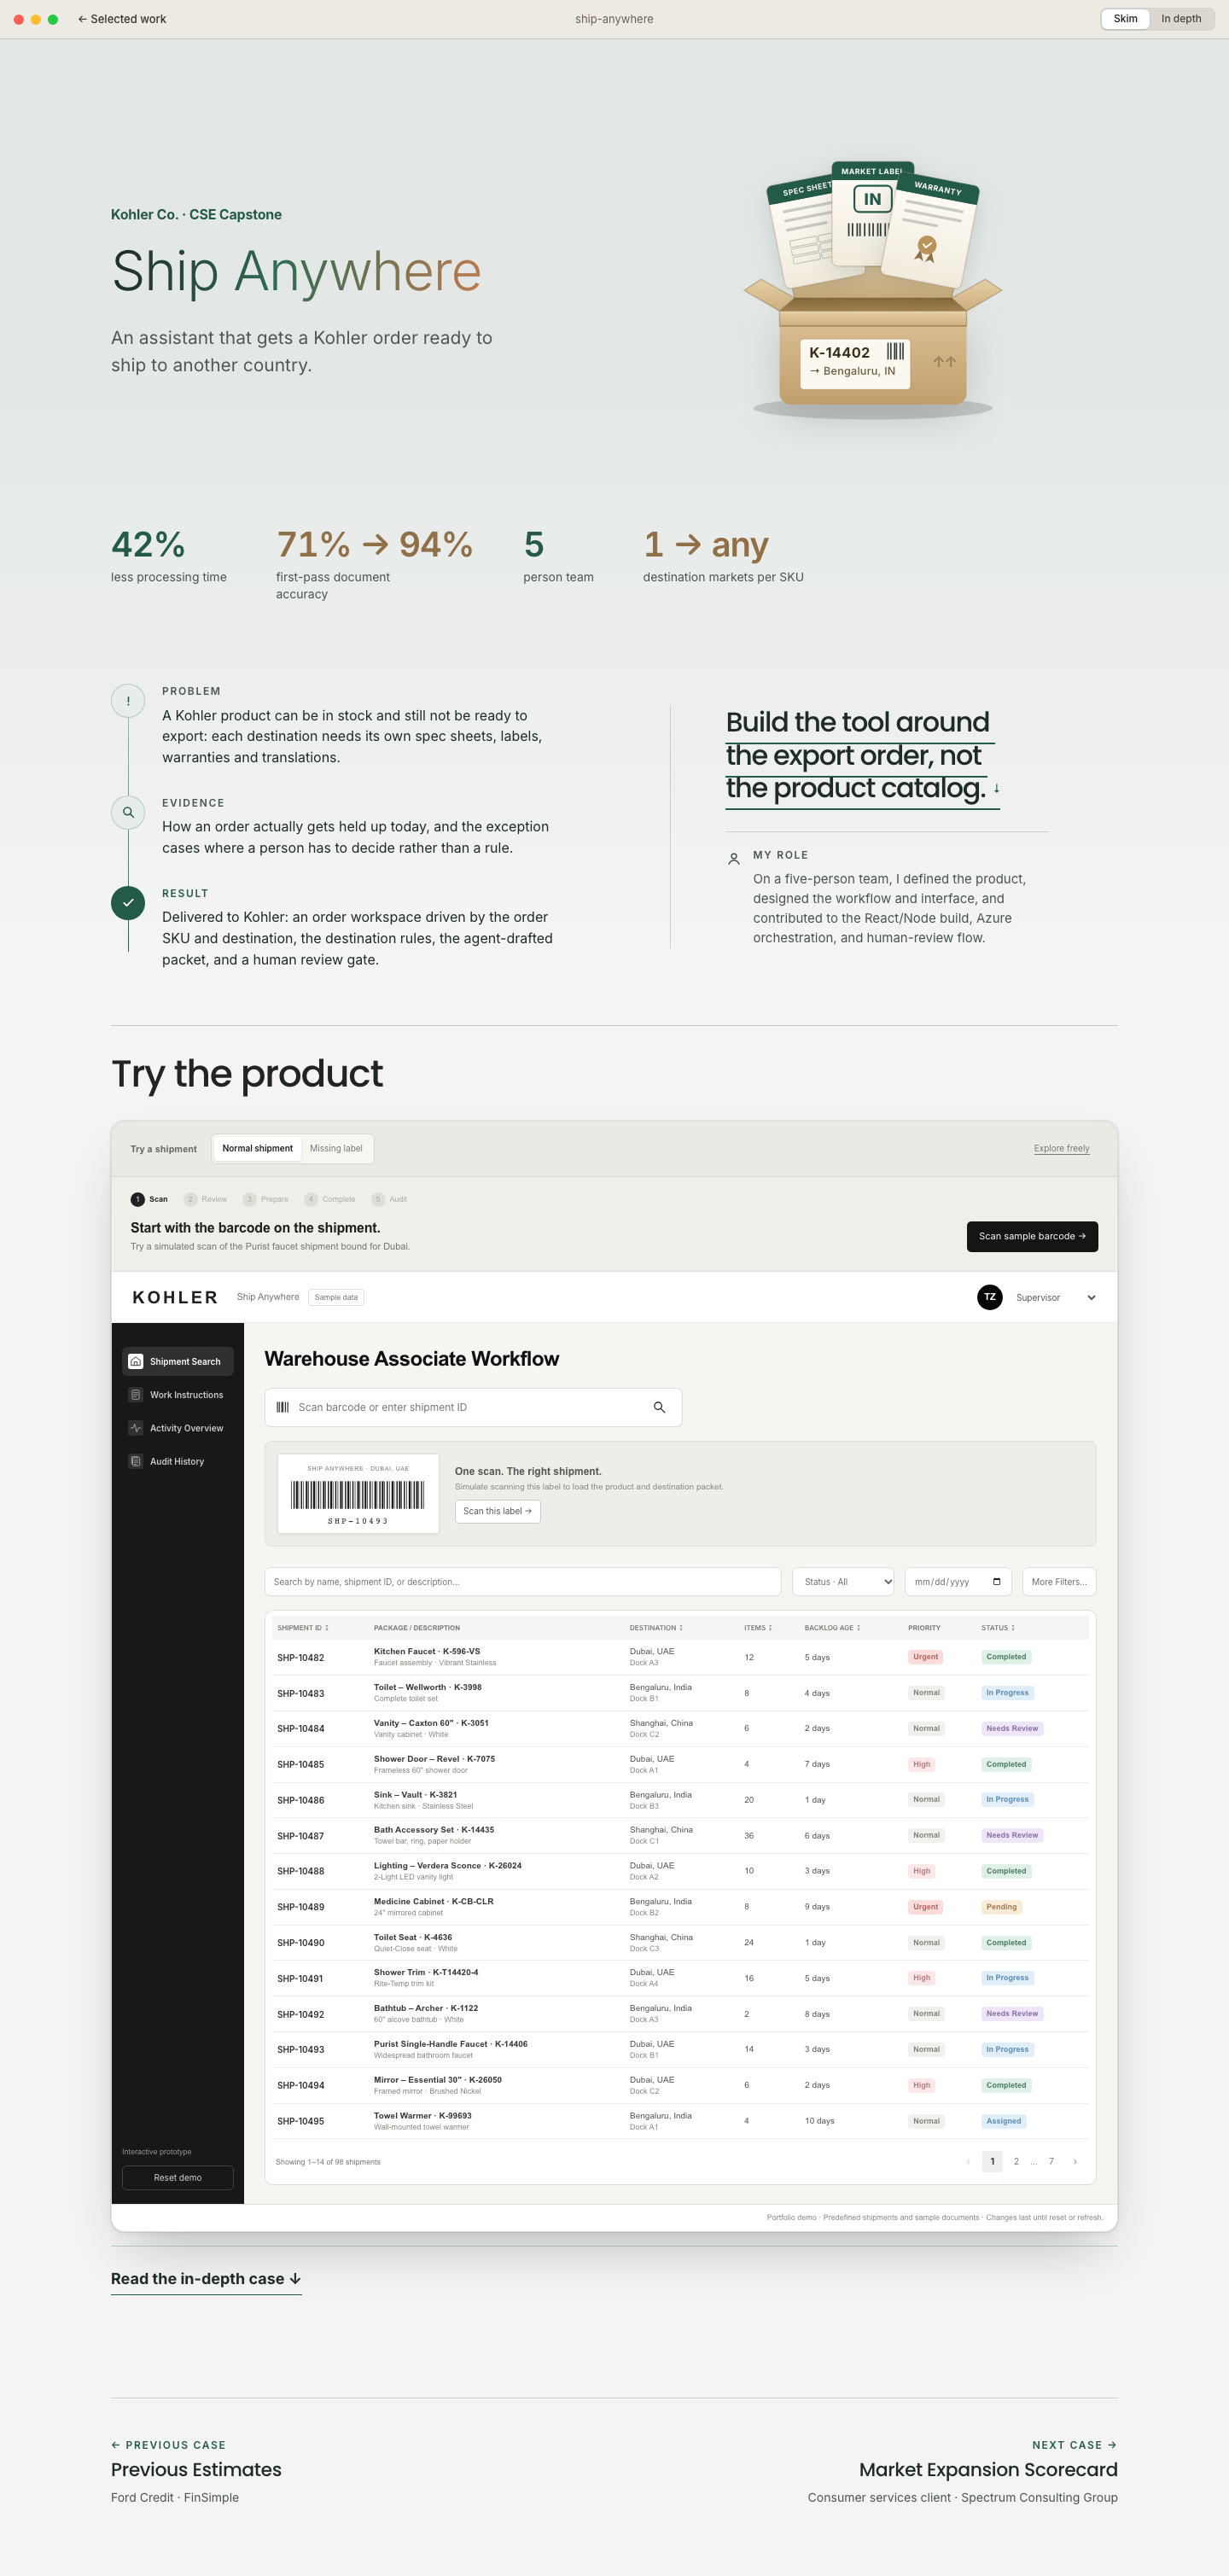 ← Selected work
ship-anywhere
Skim
In depth
SPEC SHEET
MARKET LABEL
WARRANTY
IN
K-14402
→ Bengaluru, IN
Kohler Co. · CSE Capstone
Ship Anywhere
An assistant that gets a Kohler order ready to
ship to another country.
42%
less processing time
71% → 94%
first-pass document
accuracy
5
person team
1 → any
destination markets per SKU
PROBLEM
A Kohler product can be in stock and still not be ready to
export: each destination needs its own spec sheets, labels,
warranties and translations.
EVIDENCE
How an order actually gets held up today, and the exception
cases where a person has to decide rather than a rule.
RESULT
Delivered to Kohler: an order workspace driven by the order
SKU and destination, the destination rules, the agent-drafted
packet, and a human review gate.
Build the tool around
the export order, not
the product catalog. ↓
MY ROLE
On a five-person team, I defined the product,
designed the workflow and interface, and
contributed to the React/Node build, Azure
orchestration, and human-review flow.
Try the product
Try a shipment
Normal shipment
Missing label
Explore freely
1 Scan
2 Review
3 Prepare
4 Complete
5 Audit
Start with the barcode on the shipment.
Try a simulated scan of the Purist faucet shipment bound for Dubai.
Scan sample barcode →
KOHLER
Ship Anywhere
Sample data
TZ
Supervisor
Shipment Search
Work Instructions
Activity Overview
Audit History
Warehouse Associate Workflow
Scan barcode or enter shipment ID
SHIP ANYWHERE · DUBAI, UAE
SHP-10493
One scan. The right shipment.
Simulate scanning this label to load the product and destination packet.
Scan this label →
Search by name, shipment ID, or description...
Status · All
mm/dd/yyyy
More Filters...
SHIPMENT ID ↕ PACKAGE / DESCRIPTION DESTINATION ↕ ITEMS ↕ BACKLOG AGE ↕ PRIORITY STATUS ↕
SHP-10482 Kitchen Faucet · K-596-VS Dubai, UAE 12 5 days Urgent Completed
Faucet assembly · Vibrant Stainless Dock A3
SHP-10483 Toilet – Wellworth · K-3998 Bengaluru, India 8 4 days Normal In Progress
Complete toilet set Dock B1
SHP-10484 Vanity – Caxton 60" · K-3051 Shanghai, China 6 2 days Normal Needs Review
Vanity cabinet · White Dock C2
SHP-10485 Shower Door – Revel · K-7075 Dubai, UAE 4 7 days High Completed
Frameless 60" shower door Dock A1
SHP-10486 Sink – Vault · K-3821 Bengaluru, India 20 1 day Normal In Progress
Kitchen sink · Stainless Steel Dock B3
SHP-10487 Bath Accessory Set · K-14435 Shanghai, China 36 6 days Normal Needs Review
Towel bar, ring, paper holder Dock C1
SHP-10488 Lighting – Verdera Sconce · K-26024 Dubai, UAE 10 3 days High Completed
2-Light LED vanity light Dock A2
SHP-10489 Medicine Cabinet · K-CB-CLR Bengaluru, India 8 9 days Urgent Pending
24" mirrored cabinet Dock B2
SHP-10490 Toilet Seat · K-4636 Shanghai, China 24 1 day Normal Completed
Quiet-Close seat · White Dock C3
SHP-10491 Shower Trim · K-T14420-4 Dubai, UAE 16 5 days High In Progress
Rite-Temp trim kit Dock A4
SHP-10492 Bathtub – Archer · K-1122 Bengaluru, India 2 8 days Normal Needs Review
60" alcove bathtub · White Dock A3
SHP-10493 Purist Single-Handle Faucet · K-14406 Dubai, UAE 14 3 days Normal In Progress
Widespread bathroom faucet Dock B1
SHP-10494 Mirror – Essential 30" · K-26050 Dubai, UAE 6 2 days High Completed
Framed mirror · Brushed Nickel Dock C2
SHP-10495 Towel Warmer · K-99693 Bengaluru, India 4 10 days Normal Assigned
Wall-mounted towel warmer Dock A1
Showing 1–14 of 98 shipments
‹ 1 2 ... 7 ›
Interactive prototype
Reset demo
Portfolio demo · Predefined shipments and sample documents · Changes last until reset or refresh.
Read the in-depth case ↓
← PREVIOUS CASE
Previous Estimates
Ford Credit · FinSimple
NEXT CASE →
Market Expansion Scorecard
Consumer services client · Spectrum Consulting Group